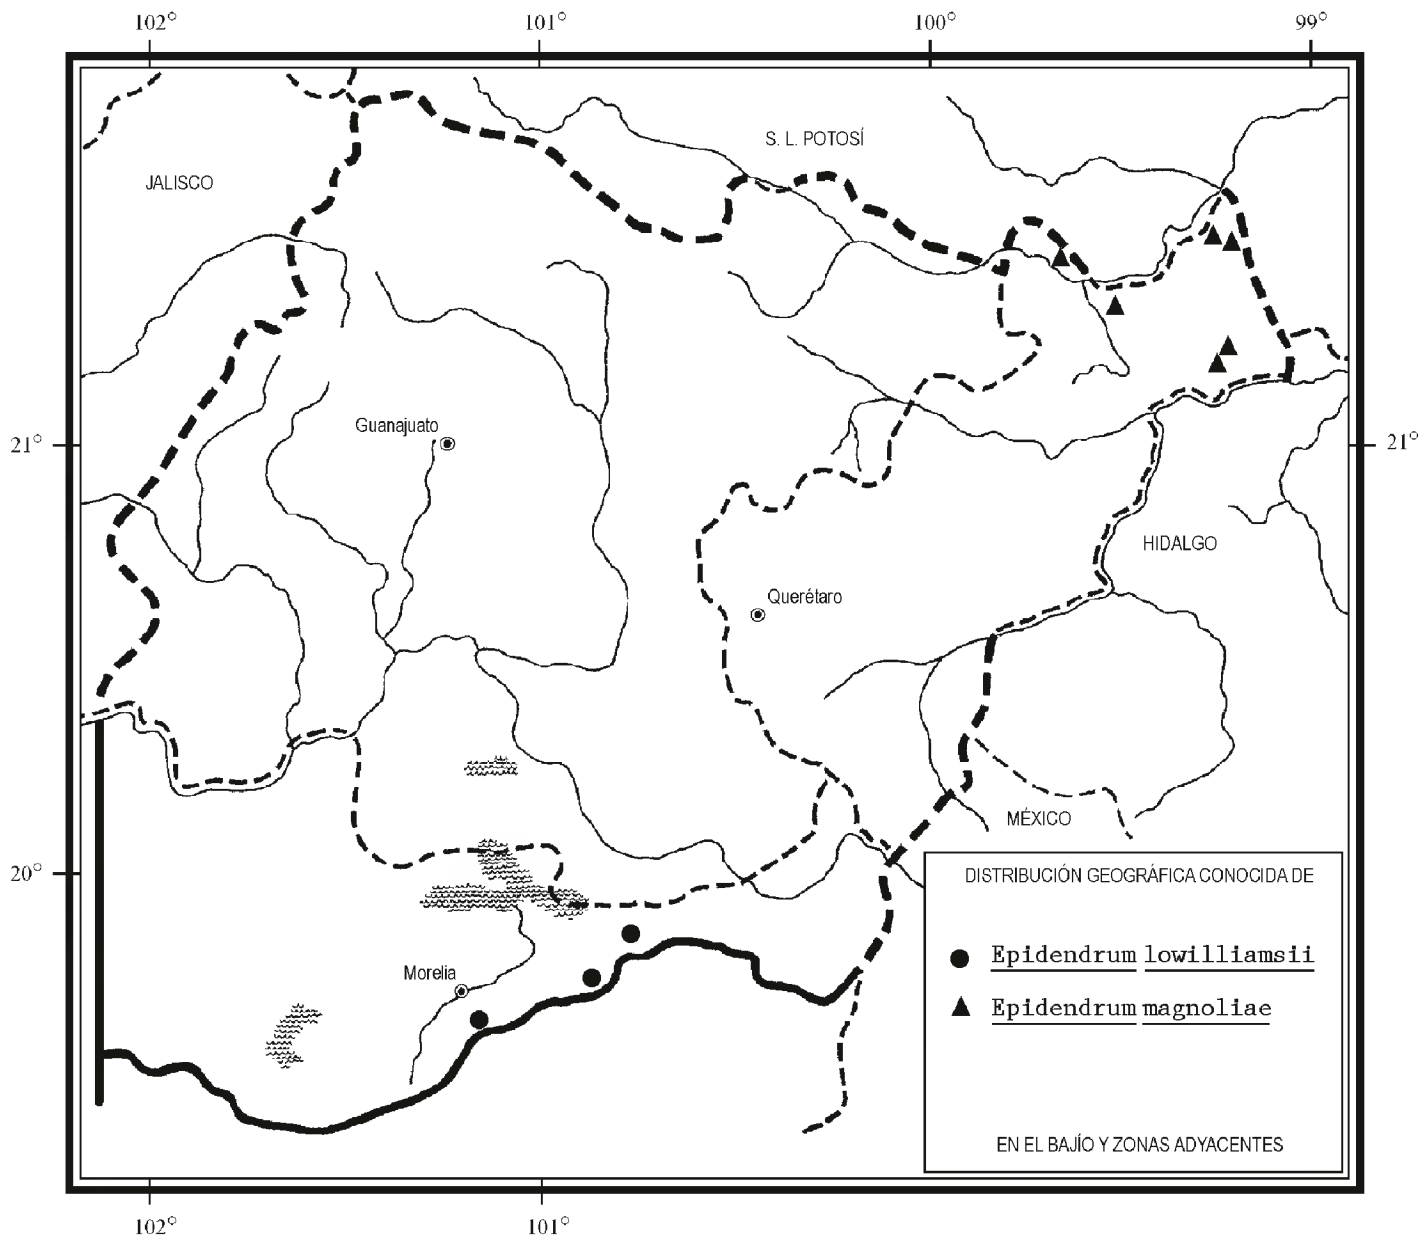 102° 101° 100° 99°
S. L. POTOSÍ
JALISCO
Guanajuato
21° 21°
HIDALGO
Querétaro
MÉXICO
20°
DISTRIBUCIÓN GEOGRÁFICA CONOCIDA DE
Epidendrum lowilliamsii
Morelia
Epidendrum magnoliae
EN EL BAJÍO Y ZONAS ADYACENTES
102° 101°